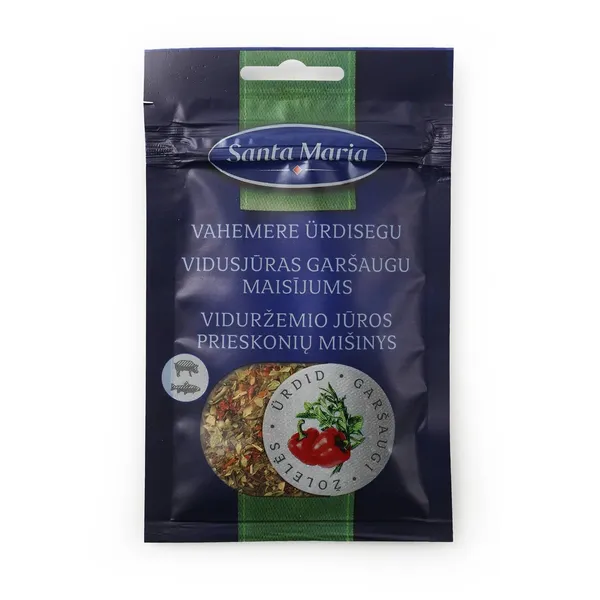 Santa Maria
VAHEMERE ÜRDISEGU
VIDUSJŪRAS GARŠAUGU
MAISĪJUMS
VIDURŽEMIO JŪROS
PRIESKONIŲ MIŠINYS
ÜRDID • GARŠAUGI • ŽOLELĖS •